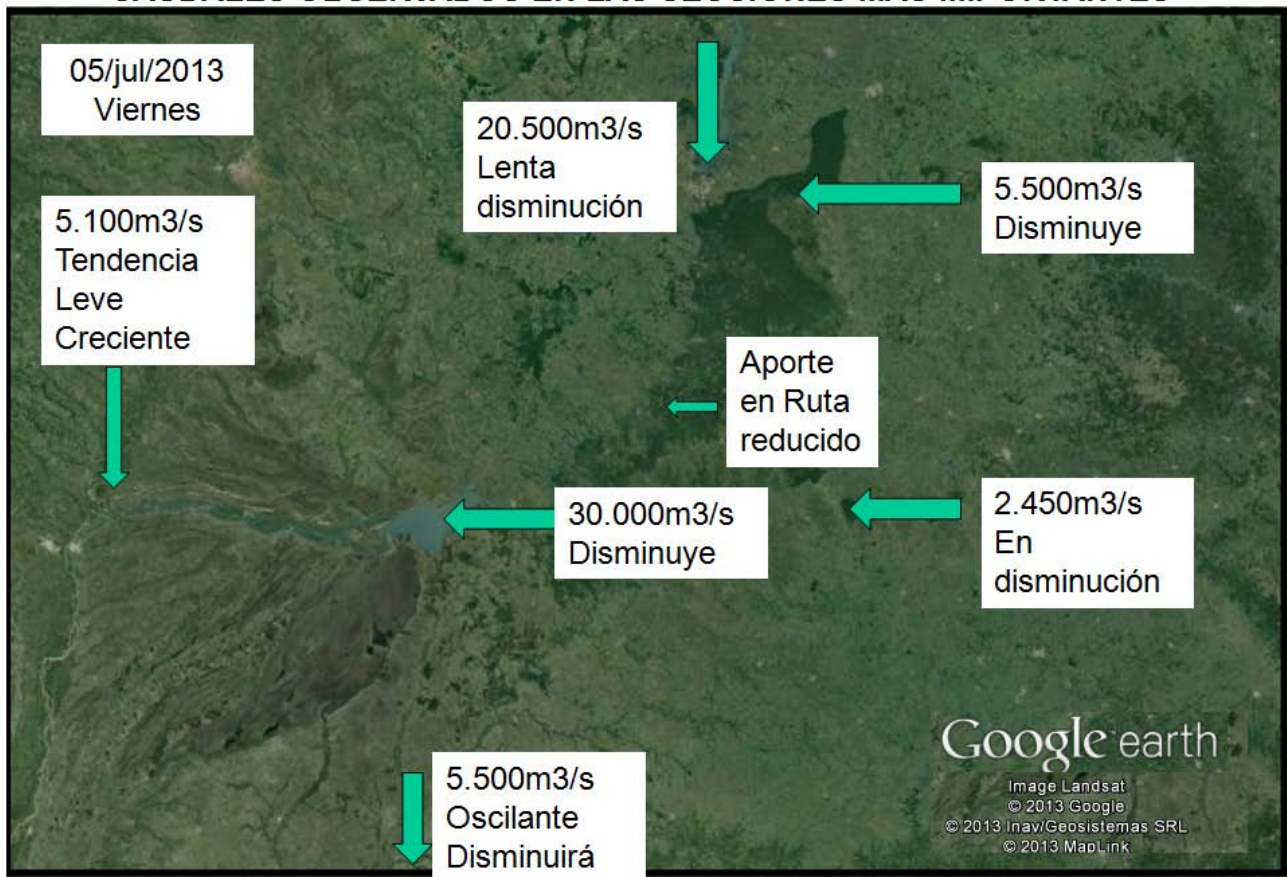 05/jul/2013
Viernes
20.500m3/s
Lenta
disminución
5.500m3/s
Disminuye
5.100m3/s
Tendencia
Leve
Creciente
Aporte
en Ruta
reducido
30.000m3/s
Disminuye
2.450m3/s
En
disminución
5.500m3/s
Oscilante
Disminuirá
Google earth
Image Landsat
© 2013 Google
© 2013 Inav/Geosistemas SRL
© 2013 MapLink